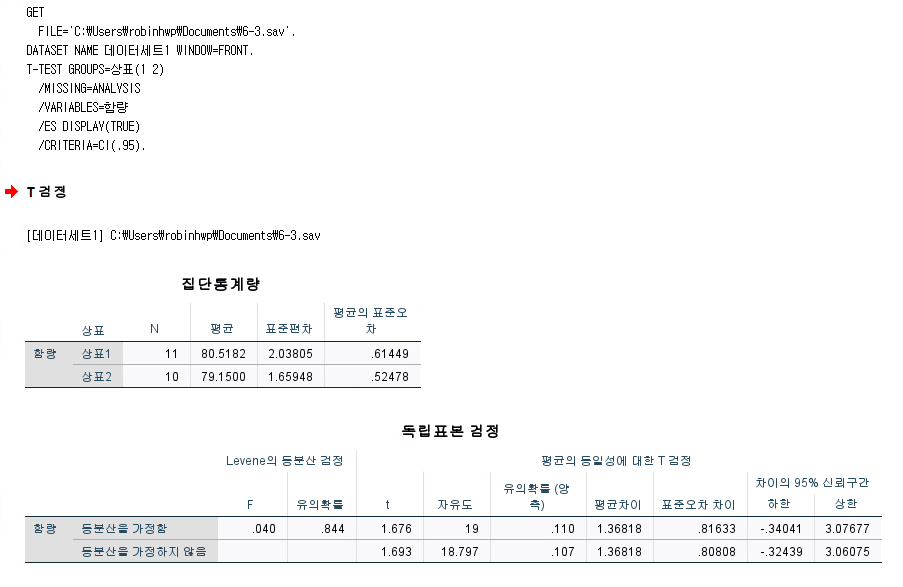 GET
FILE='C:₩Users₩robinhwp₩Documents₩6-3.sav'.
DATASET NAME 데이터세트1 WINDOW=FRONT.
T-TEST GROUPS=상표(1 2)
/MISSING=ANALYSIS
/VARIABLES=함량
/ES DISPLAY(TRUE)
/CRITERIA=CI(.95).
T 검정
[데이터세트1] C:₩Users₩robinhwp₩Documents₩6-3.sav
집단통계량
상표 N 평균 표준편차 평균의 표준오차
함량 상표1 11 80.5182 2.03805 .61449
상표2 10 79.1500 1.65948 .52478
독립표본 검정
Levene의 등분산 검정 평균의 동일성에 대한 T 검정
F 유의확률 t 자유도 유의확률 (양측) 평균차이 표준오차 차이 차이의 95% 신뢰구간
하한 상한
함량 등분산을 가정함 .040 .844 1.676 19 .110 1.36818 .81633 -.34041 3.07677
등분산을 가정하지 않음 1.693 18.797 .107 1.36818 .80808 -.32439 3.06075